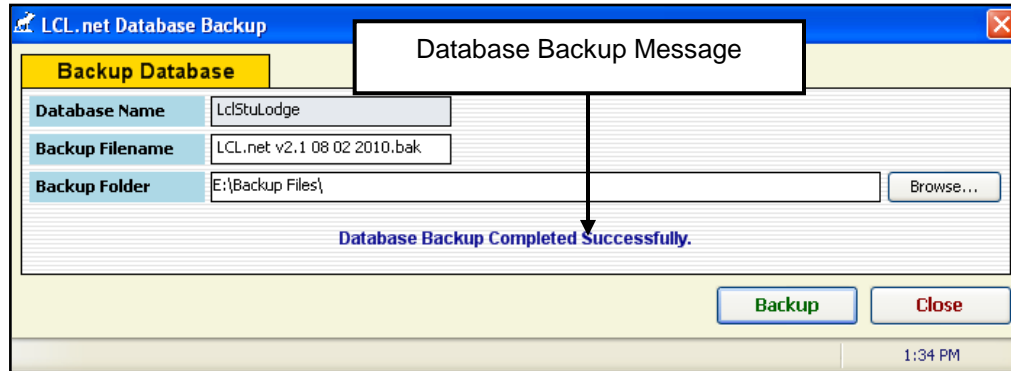 LCL.net Database Backup
Database Backup Message
Backup Database
Database Name LclStuLodge
Backup Filename LCL.net v2.1 08 02 2010.bak
Backup Folder E:\Backup Files\ Browse...
Database Backup Completed Successfully.
Backup Close
1:34 PM